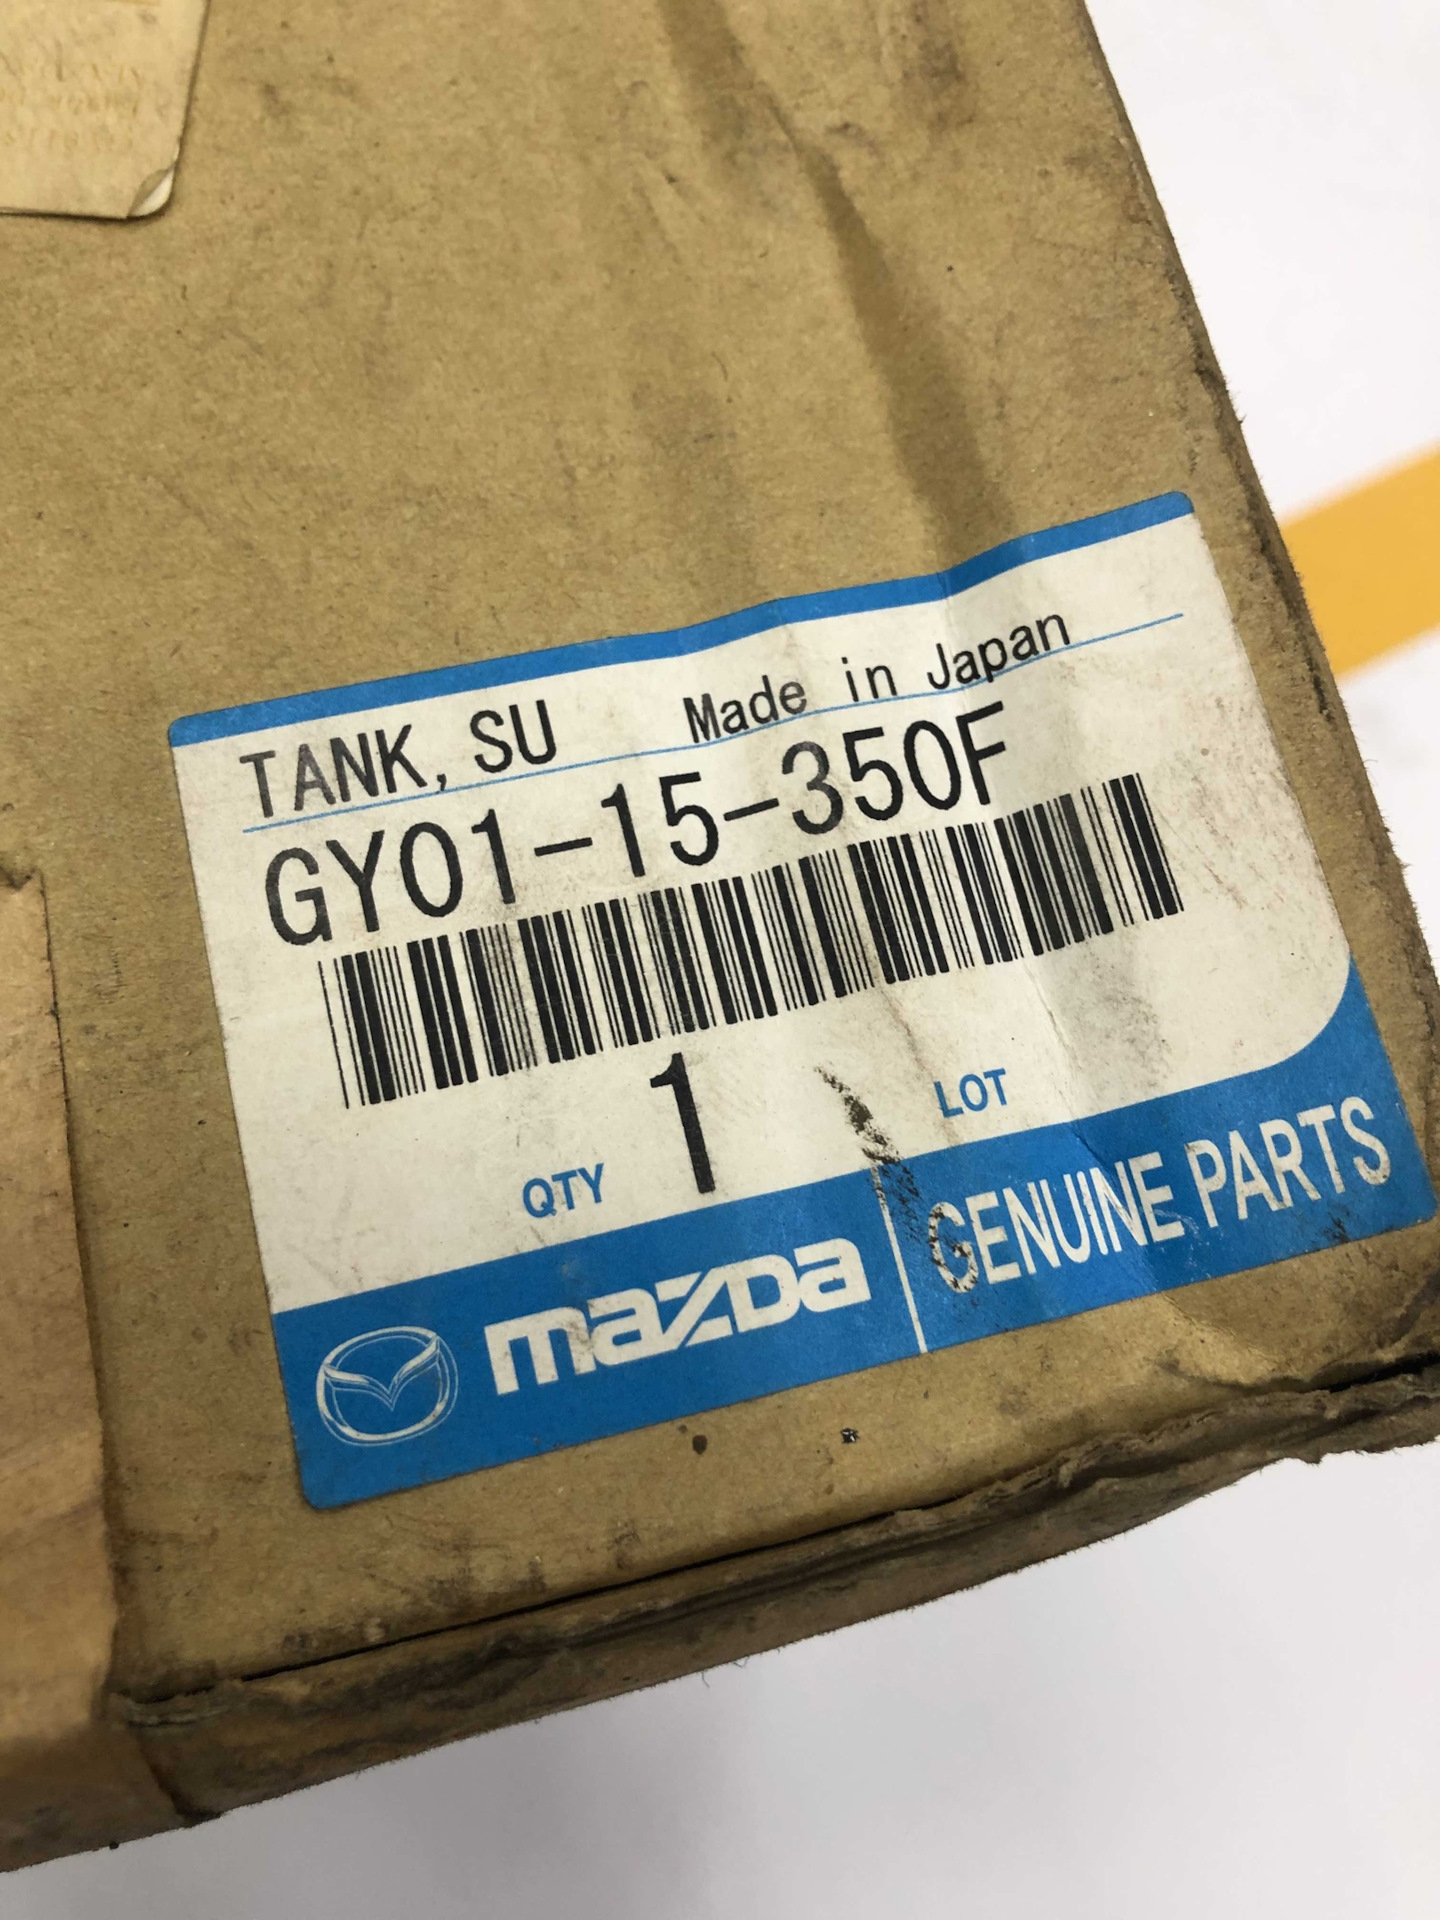 TANK, SU Made in Japan
GY01-15-350F
QTY 1 LOT
mazda GENUINE PARTS